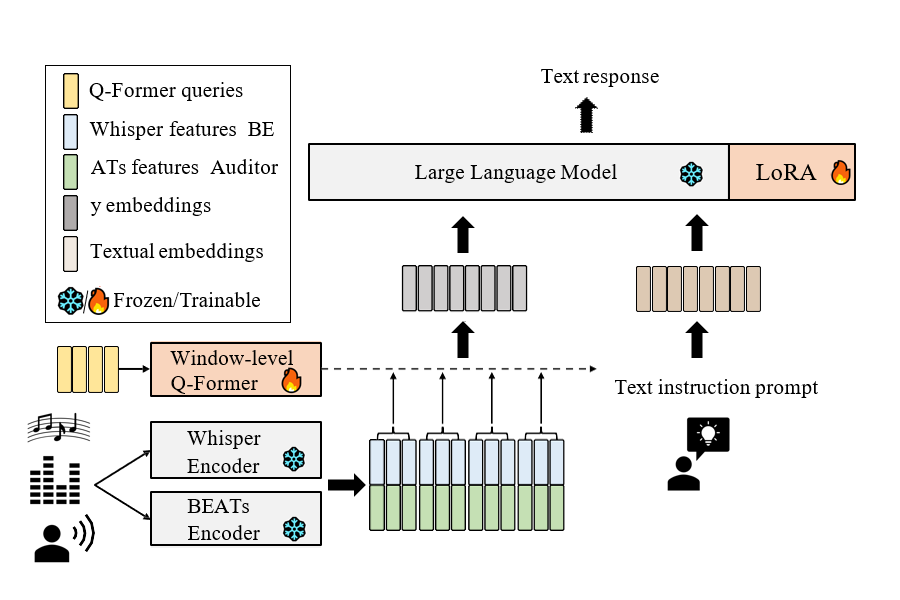 Text response
Q-Former queries
Whisper features BE
ATs features Auditor
y embeddings
Textual embeddings
/ Frozen/Trainable
Large Language Model
LoRA
Window-level
Q-Former
Text instruction prompt
Whisper
Encoder
BEATs
Encoder